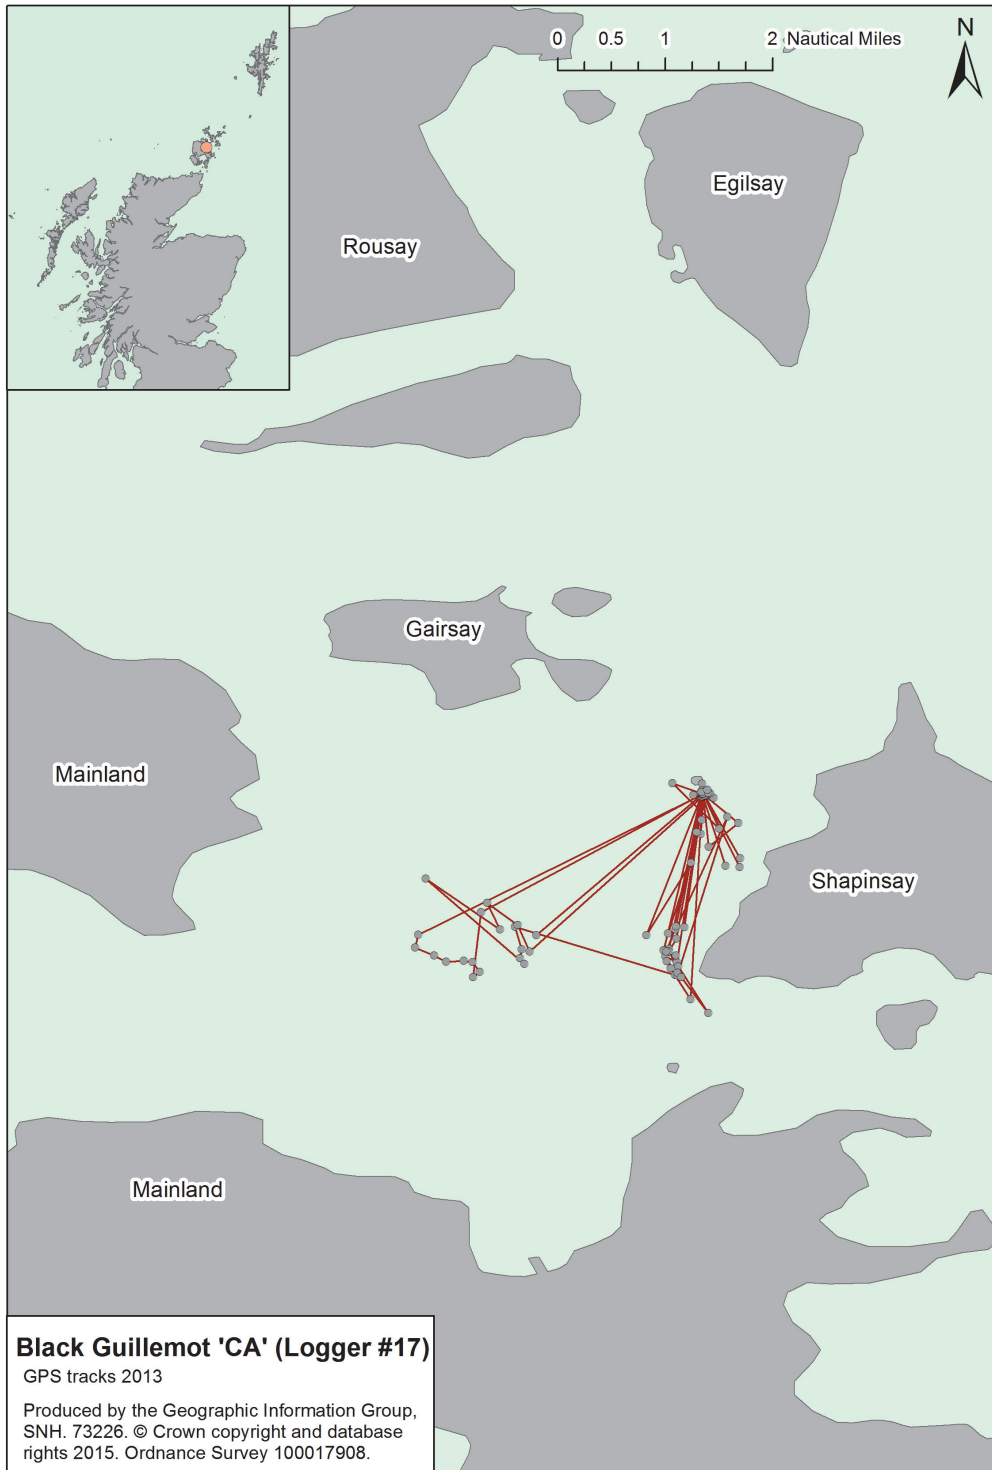 0 0.5 1 2 Nautical Miles
N
Egilsay
Rousay
Gairsay
Mainland
Shapinsay
Mainland
Black Guillemot 'CA' (Logger #17)
GPS tracks 2013
Produced by the Geographic Information Group,
SNH. 73226. © Crown copyright and database
rights 2015. Ordnance Survey 100017908.